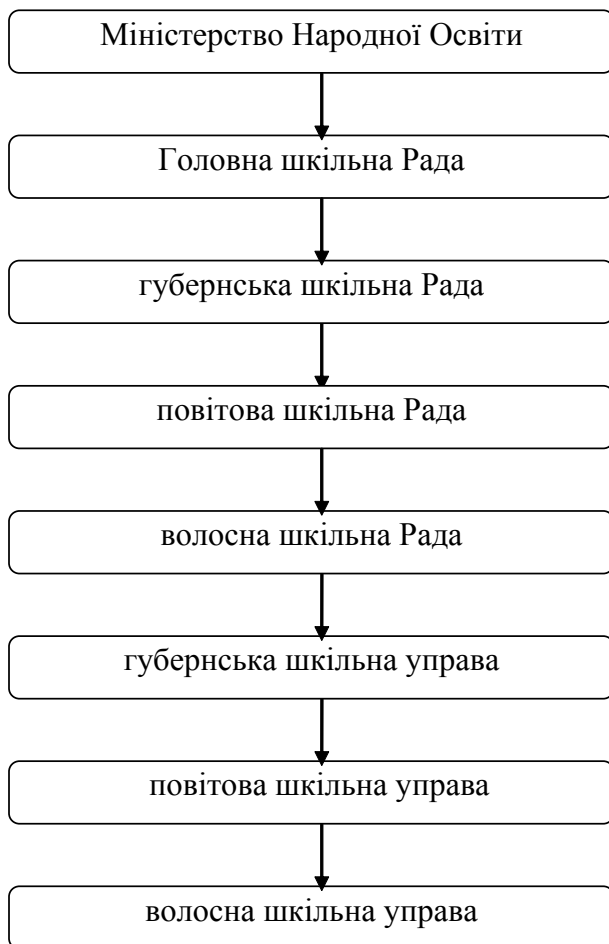 Міністерство Народної Освіти
Головна шкільна Рада
губернська шкільна Рада
повітова шкільна Рада
волосна шкільна Рада
губернська шкільна управа
повітова шкільна управа
волосна шкільна управа